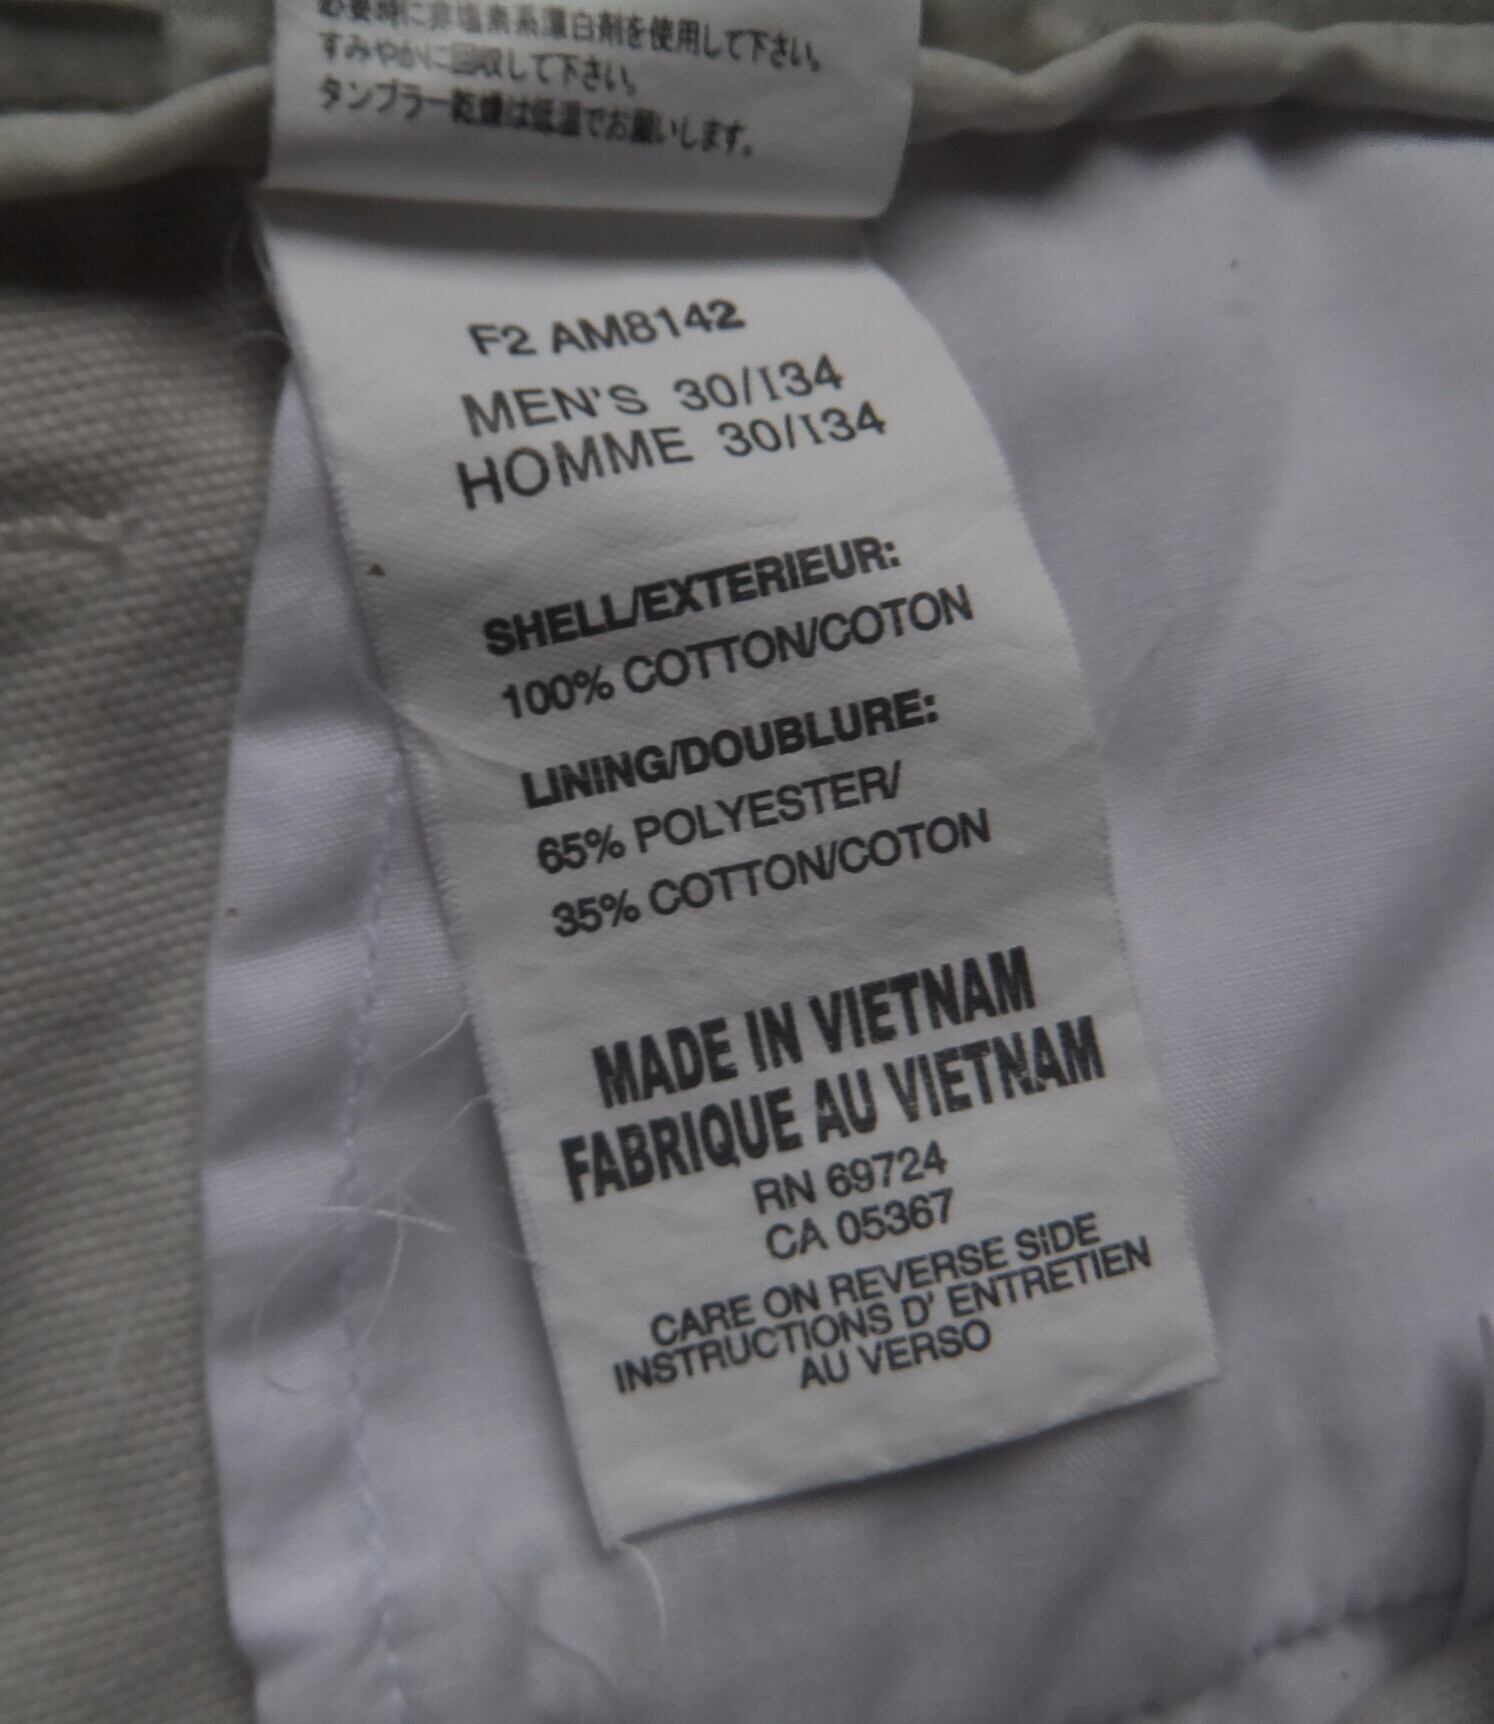 必要時に非塩素系漂白剤を使用して下さい。
すみやかに回収して下さい。
タンブラー乾燥は低温でお願いします。
F2 AM8142
MEN'S 30/I34
HOMME 30/I34
SHELL/EXTERIEUR:
100% COTTON/COTON
LINING/DOUBLURE:
65% POLYESTER/
35% COTTON/COTON
MADE IN VIETNAM
FABRIQUE AU VIETNAM
RN 69724
CA 05367
CARE ON REVERSE SIDE
INSTRUCTIONS D' ENTRETIEN
AU VERSO